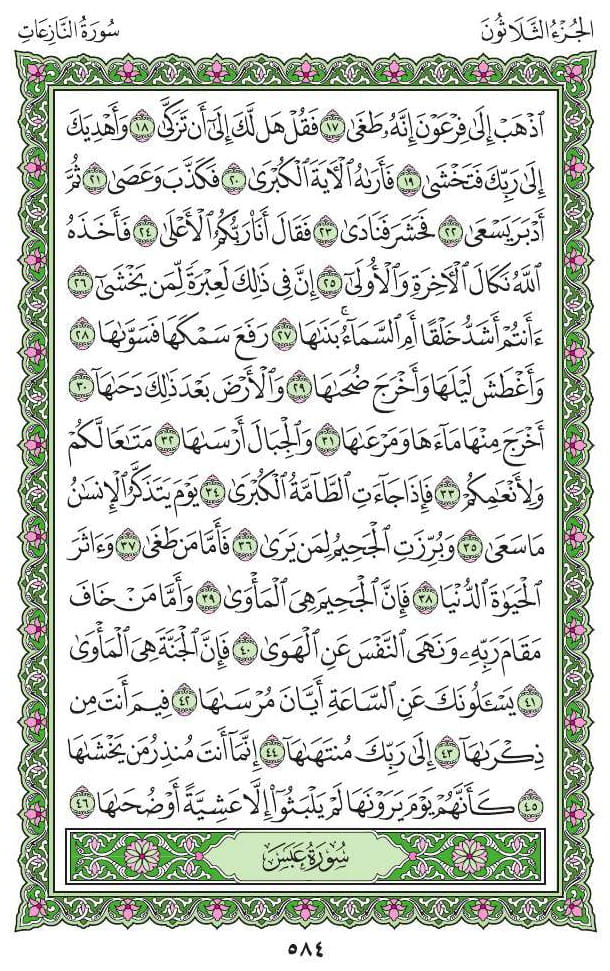 الجُزْءُ الثَّلَاثُونَ سُورَةُ النَّازِعَاتِ
ٱذۡهَبۡ إِلَىٰ فِرۡعَوۡنَ إِنَّهُۥ طَغَىٰ ١٧ فَقُلۡ هَل لَّكَ إِلَىٰٓ أَن تَزَكَّىٰ ١٨ وَأَهۡدِيَكَ
إِلَىٰ رَبِّكَ فَتَخۡشَىٰ ١٩ فَأَرَىٰهُ ٱلۡأٓيَةَ ٱلۡكُبۡرَىٰ ٢٠ فَكَذَّبَ وَعَصَىٰ ٢١ ثُمَّ
أَدۡبَرَ يَسۡعَىٰ ٢٢ فَحَشَرَ فَنَادَىٰ ٢٣ فَقَالَ أَنَا۠ رَبُّكُمُ ٱلۡأَعۡلَىٰ ٢٤ فَأَخَذَهُ
ٱللَّهُ نَكَالَ ٱلۡأٓخِرَةِ وَٱلۡأُولَىٰٓ ٢٥ إِنَّ فِي ذَٰلِكَ لَعِبۡرَةٗ لِّمَن يَخۡشَىٰٓ ٢٦
ءَأَنتُمۡ أَشَدُّ خَلۡقًا أَمِ ٱلسَّمَآءُۚ بَنَىٰهَا ٢٧ رَفَعَ سَمۡكَهَا فَسَوَّىٰهَا ٢٨
وَأَغۡطَشَ لَيۡلَهَا وَأَخۡرَجَ ضُحَىٰهَا ٢٩ وَٱلۡأَرۡضَ بَعۡدَ ذَٰلِكَ دَحَىٰهَآ ٣٠
أَخۡرَجَ مِنۡهَا مَآءَهَا وَمَرۡعَىٰهَا ٣١ وَٱلۡجِبَالَ أَرۡسَىٰهَا ٣٢ مَتَٰعٗا لَّكُمۡ
وَلِأَنۡعَٰمِكُمۡ ٣٣ فَإِذَا جَآءَتِ ٱلطَّآمَّةُ ٱلۡكُبۡرَىٰ ٣٤ يَوۡمَ يَتَذَكَّرُ ٱلۡإِنسَٰنُ
مَا سَعَىٰ ٣٥ وَبُرِّزَتِ ٱلۡجَحِيمُ لِمَن يَرَىٰ ٣٦ فَأَمَّا مَن طَغَىٰ ٣٧ وَءَاثَرَ
ٱلۡحَيَوٰةَ ٱلدُّنۡيَا ٣٨ فَإِنَّ ٱلۡجَحِيمَ هِيَ ٱلۡمَأۡوَىٰ ٣٩ وَأَمَّا مَنۡ خَافَ
مَقَامَ رَبِّهِۦ وَنَهَى ٱلنَّفۡسَ عَنِ ٱلۡهَوَىٰ ٤٠ فَإِنَّ ٱلۡجَنَّةَ هِيَ ٱلۡمَأۡوَىٰ
٤١ يَسۡـَٔلُونَكَ عَنِ ٱلسَّاعَةِ أَيَّانَ مُرۡسَىٰهَا ٤٢ فِيمَ أَنتَ مِن
ذِكۡرَىٰهَآ ٤٣ إِلَىٰ رَبِّكَ مُنتَهَىٰهَآ ٤٤ إِنَّمَآ أَنتَ مُنذِرُ مَن يَخۡشَىٰهَا
٤٥ كَأَنَّهُمۡ يَوۡمَ يَرَوۡنَهَا لَمۡ يَلۡبَثُوٓاْ إِلَّا عَشِيَّةً أَوۡ ضُحَىٰهَا ٤٦
سُورَةُ عَبَسَ
٥٨٤